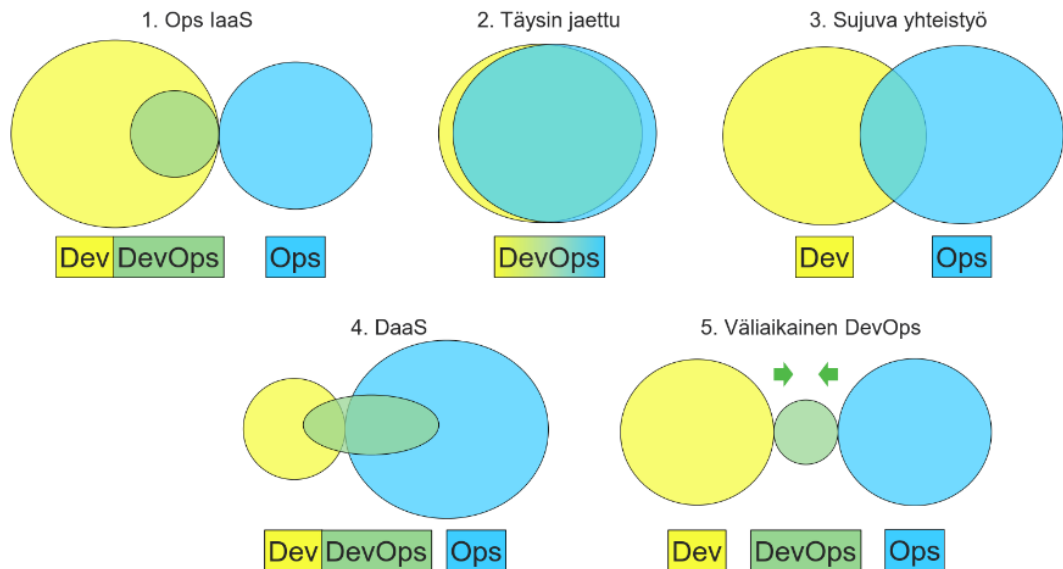 1. Ops IaaS
2. Täysin jaettu
3. Sujuva yhteistyö
Dev DevOps Ops
DevOps
Dev Ops
4. DaaS
5. Väliaikainen DevOps
Dev DevOps Ops
Dev DevOps Ops